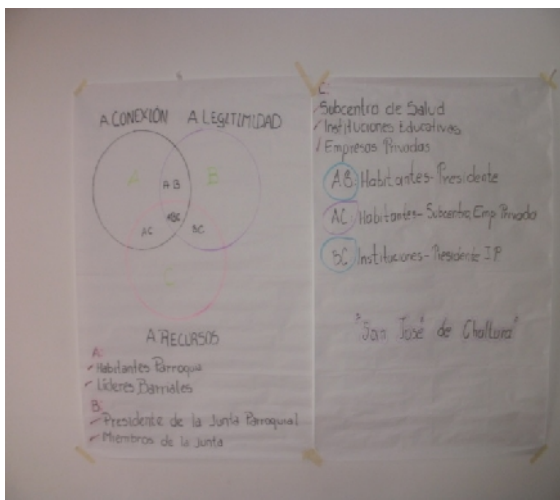 A CONEXIÓN A LEGITIMIDAD
A AB B
ABC
AC BC
C
A RECURSOS
A:
Habitantes Parroquia
Líderes Barriales
B:
Presidente de la Junta Parroquial
Miembros de la Junta
C:
Subcentro de Salud
Instituciones Educativas
Empresas Privadas
AB: Habitantes-Presidente
AC: Habitantes-Subcentro, Emp. Privada
BC: Instituciones-Presidente JP
"San José de Chaltura"